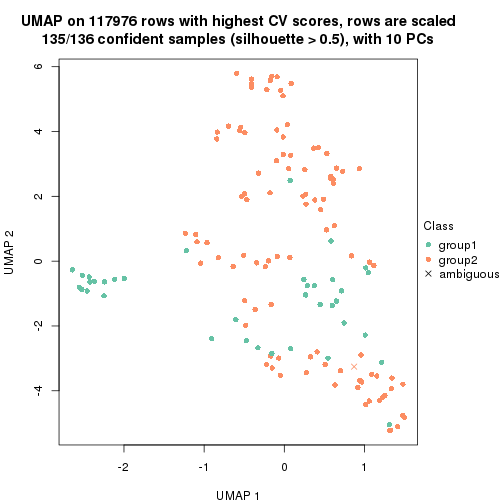 UMAP on 117976 rows with highest CV scores, rows are scaled
135/136 confident samples (silhouette > 0.5), with 10 PCs
6
4
2
0
-2
-4
UMAP 2
-2
-1
0
1
UMAP 1
Class
group1
group2
ambiguous